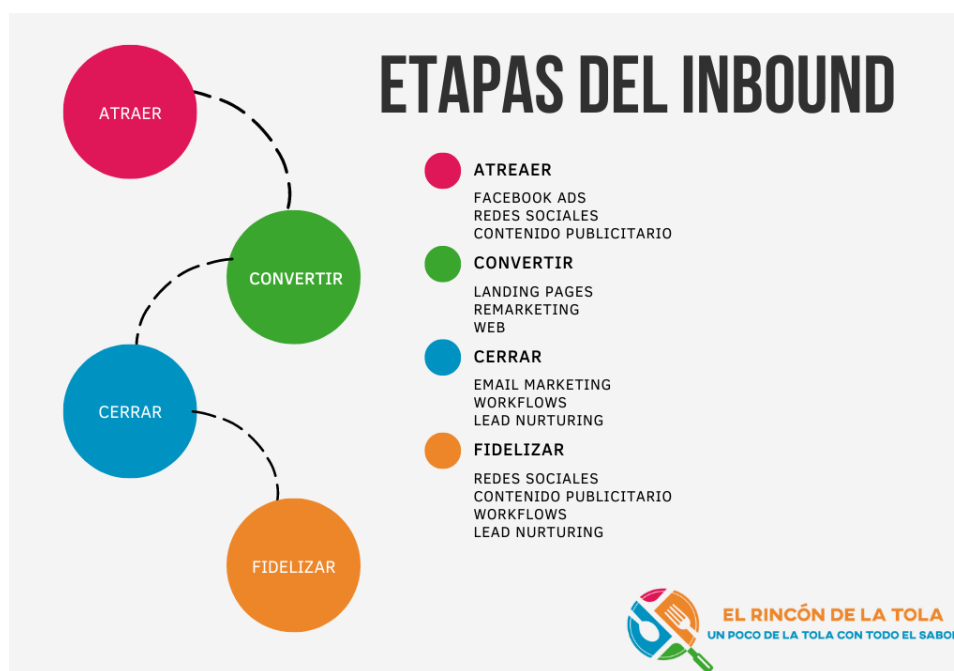 ETAPAS DEL INBOUND
ATRAER
CONVERTIR
CERRAR
FIDELIZAR
ATREAER
FACEBOOK ADS
REDES SOCIALES
CONTENIDO PUBLICITARIO
CONVERTIR
LANDING PAGES
REMARKETING
WEB
CERRAR
EMAIL MARKETING
WORKFLOWS
LEAD NURTURING
FIDELIZAR
REDES SOCIALES
CONTENIDO PUBLICITARIO
WORKFLOWS
LEAD NURTURING
EL RINCÓN DE LA TOLA
UN POCO DE LA TOLA CON TODO EL SABOR